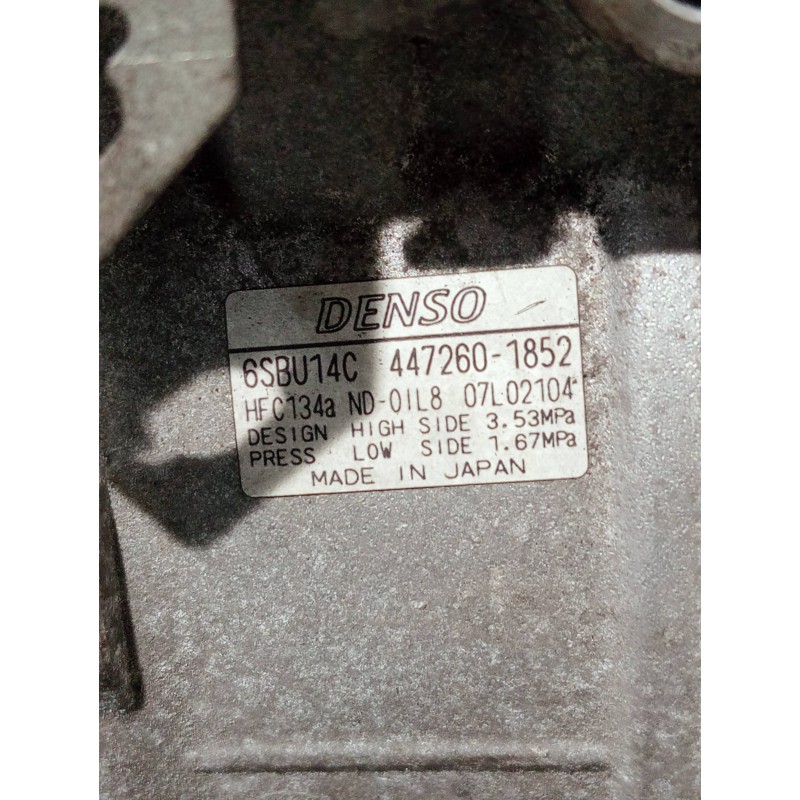 DENSO
6SBU14C 447260-1852
HFC134a ND-OIL8 07L02104
DESIGN HIGH SIDE 3.53MPa
PRESS. LOW SIDE 1.67MPa
MADE IN JAPAN